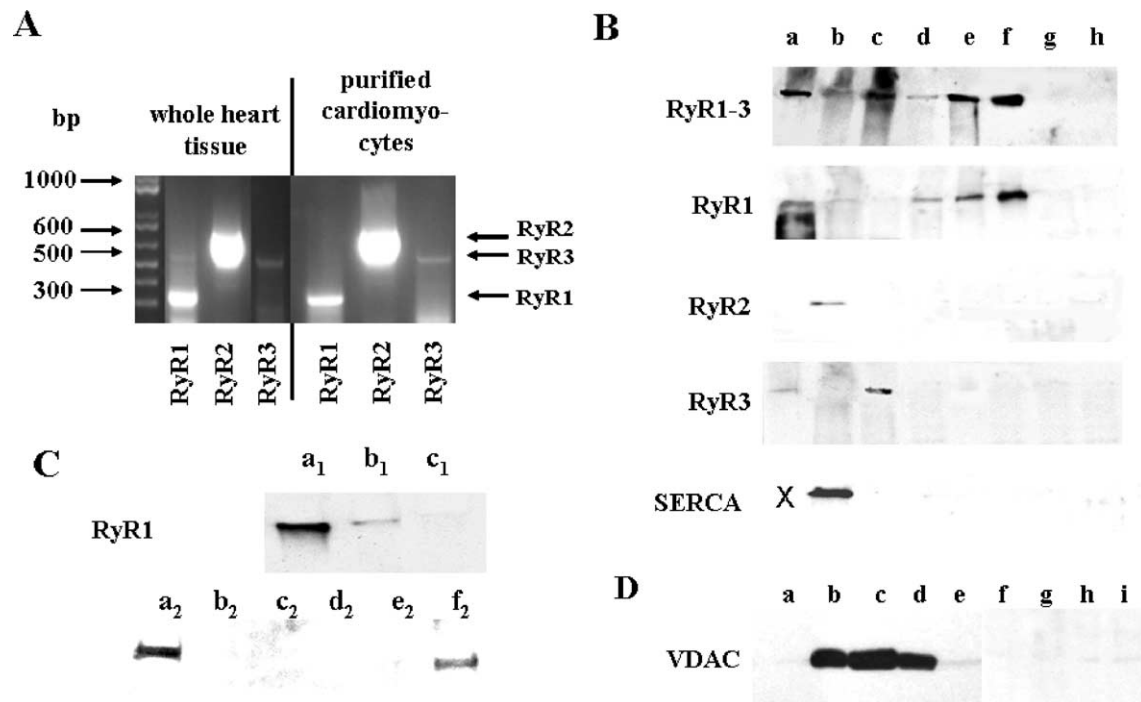 A
bp
whole heart
tissue
purified
cardiomyo-
cytes
1000
600
500
300
RyR2
RyR3
RyR1
RyR1
RyR2
RyR3
RyR1
RyR2
RyR3
B
a b c d e f g h
RyR1-3
RyR1
RyR2
RyR3
SERCA X
C
a1 b1 c1
RyR1
a2 b2 c2 d2 e2 f2
D
a b c d e f g h i
VDAC